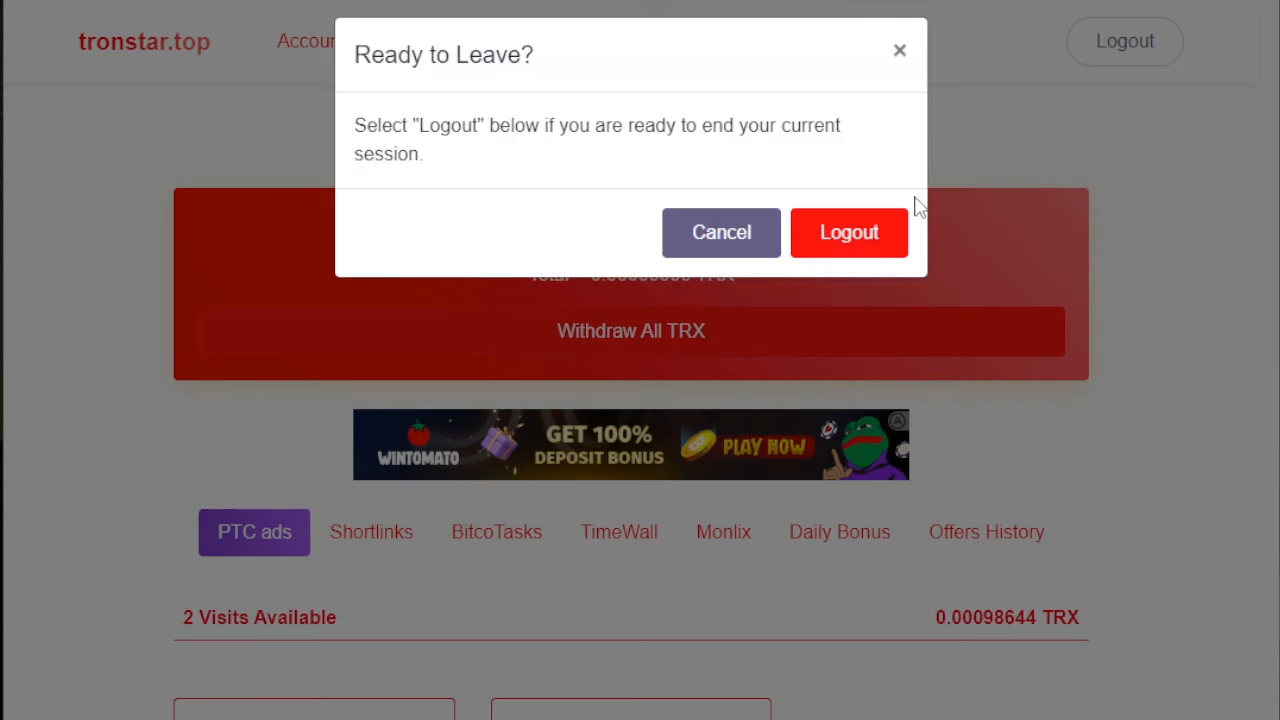 tronstar.top
Logout
Ready to Leave?
×
Select "Logout" below if you are ready to end your current
session.
Cancel
Logout
Withdraw All TRX
WINTOMATO
GET 100%
DEPOSIT BONUS
PLAY NOW
PTC ads
Shortlinks
BitcoTasks
TimeWall
Monlix
Daily Bonus
Offers History
2 Visits Available
0.00098644 TRX